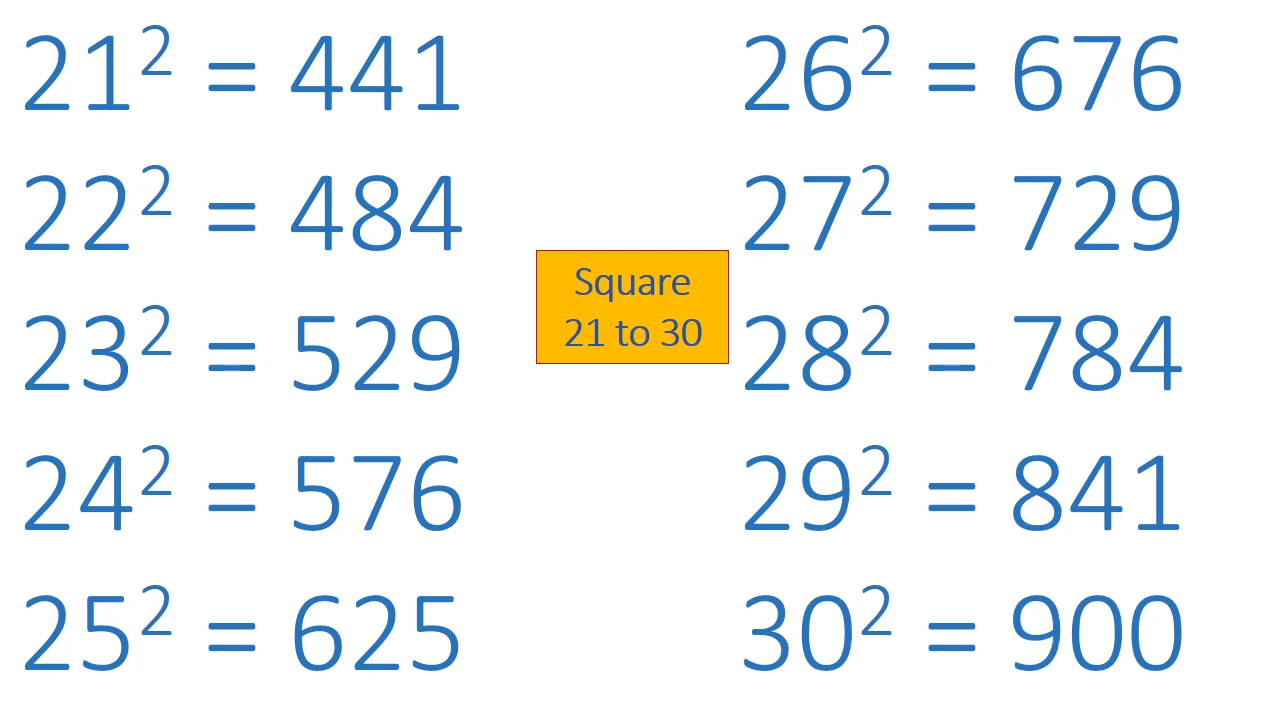 21² = 441
22² = 484
23² = 529
24² = 576
25² = 625
Square
21 to 30
26² = 676
27² = 729
28² = 784
29² = 841
30² = 900